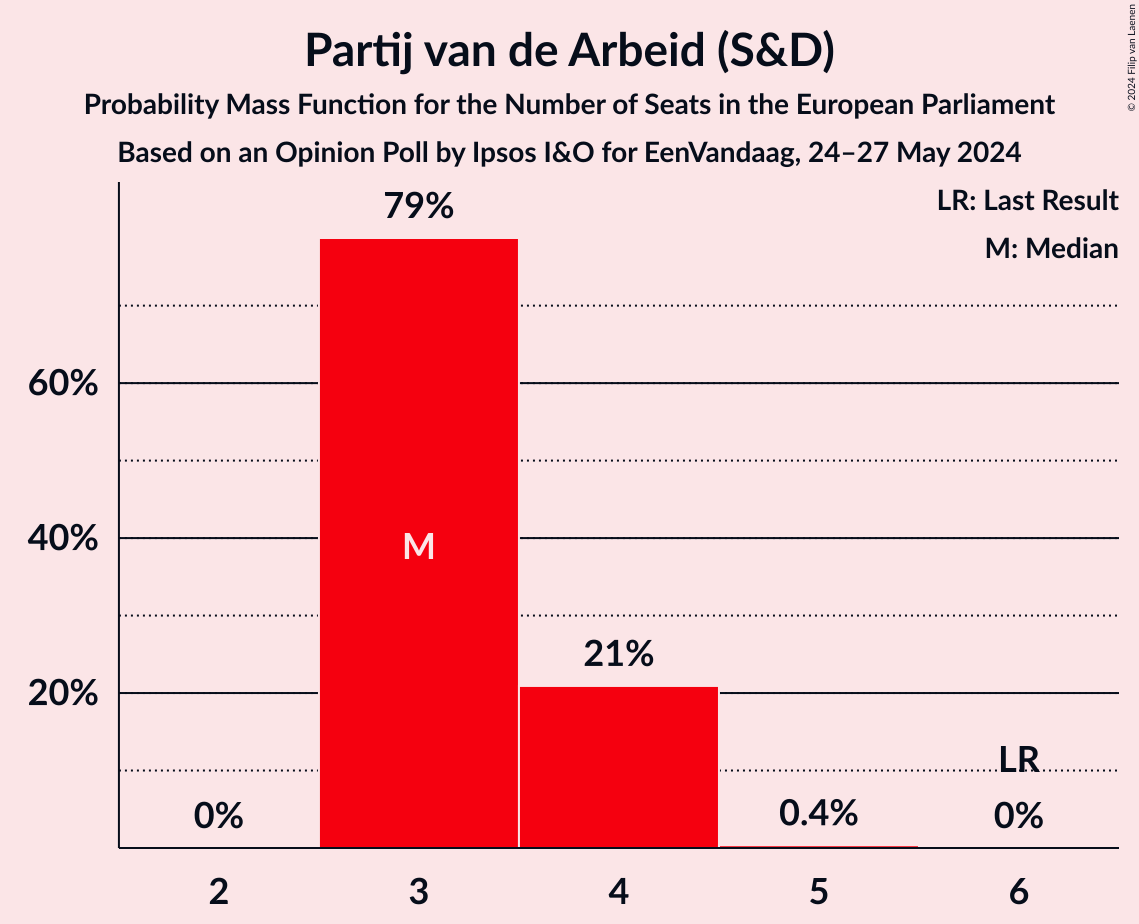 Partij van de Arbeid (S&D)
Probability Mass Function for the Number of Seats in the European Parliament
Based on an Opinion Poll by Ipsos I&O for EenVandaag, 24–27 May 2024
© 2024 Filip van Laenen
LR: Last Result
M: Median
79%
60%
40%
20%
M
21%
LR
0%
0.4%
0%
2 3 4 5 6